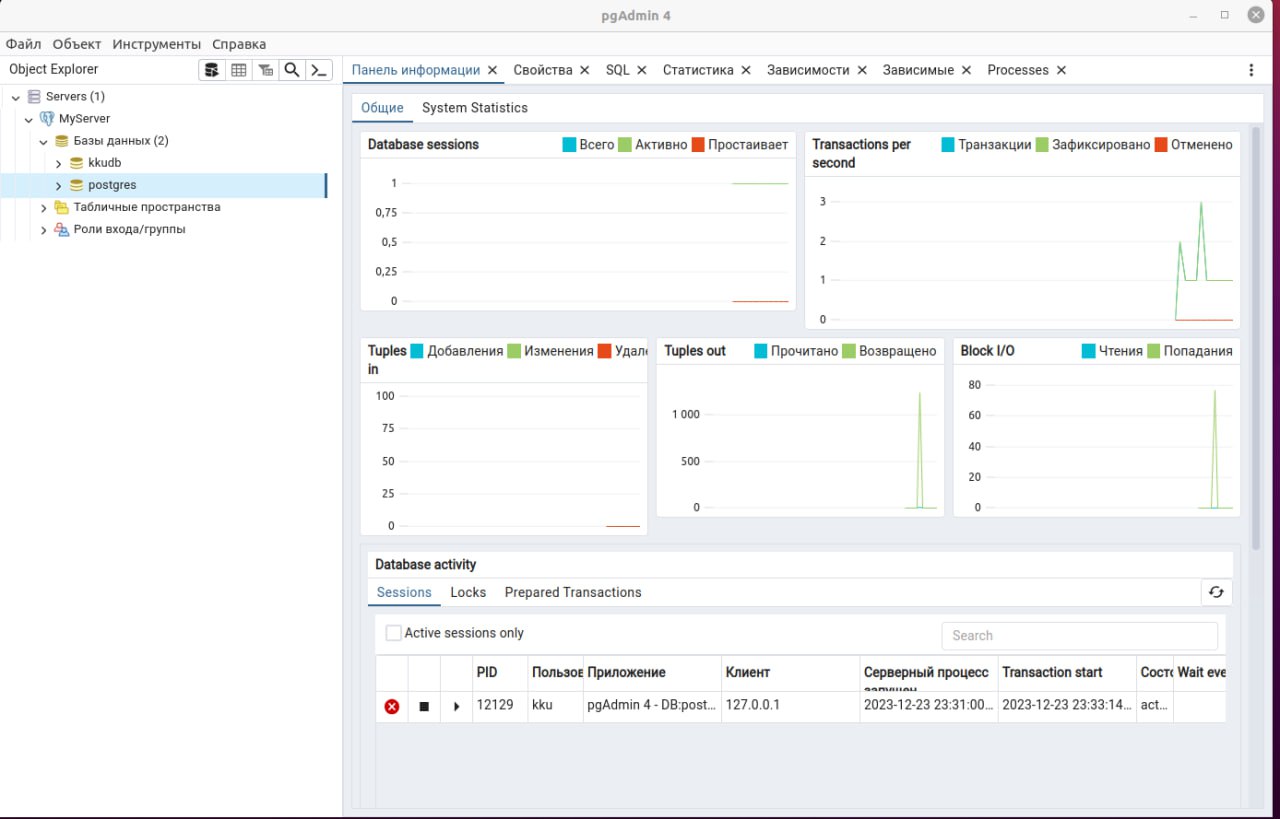 pgAdmin 4
Файл Объект Инструменты Справка
Object Explorer
Панель информации Свойства SQL Статистика Зависимости Зависимые Processes
Servers (1)
MyServer
Базы данных (2)
kkudb
postgres
Табличные пространства
Роли входа/группы
Общие System Statistics
Database sessions Всего Активно Простаивает
1
0,75
0,5
0,25
0
Transactions per second Транзакции Зафиксировано Отменено
3
2
1
0
Tuples in Добавления Изменения Удале
100
75
50
25
0
Tuples out Прочитано Возвращено
1 000
500
0
Block I/O Чтения Попадания
80
60
40
20
0
Database activity
Sessions Locks Prepared Transactions
Active sessions only Search
PID Пользов Приложение Клиент Серверный процесс запущен Transaction start Состо Wait eve
12129 kku pgAdmin 4 - DB:post... 127.0.0.1 2023-12-23 23:31:00... 2023-12-23 23:33:14... act...